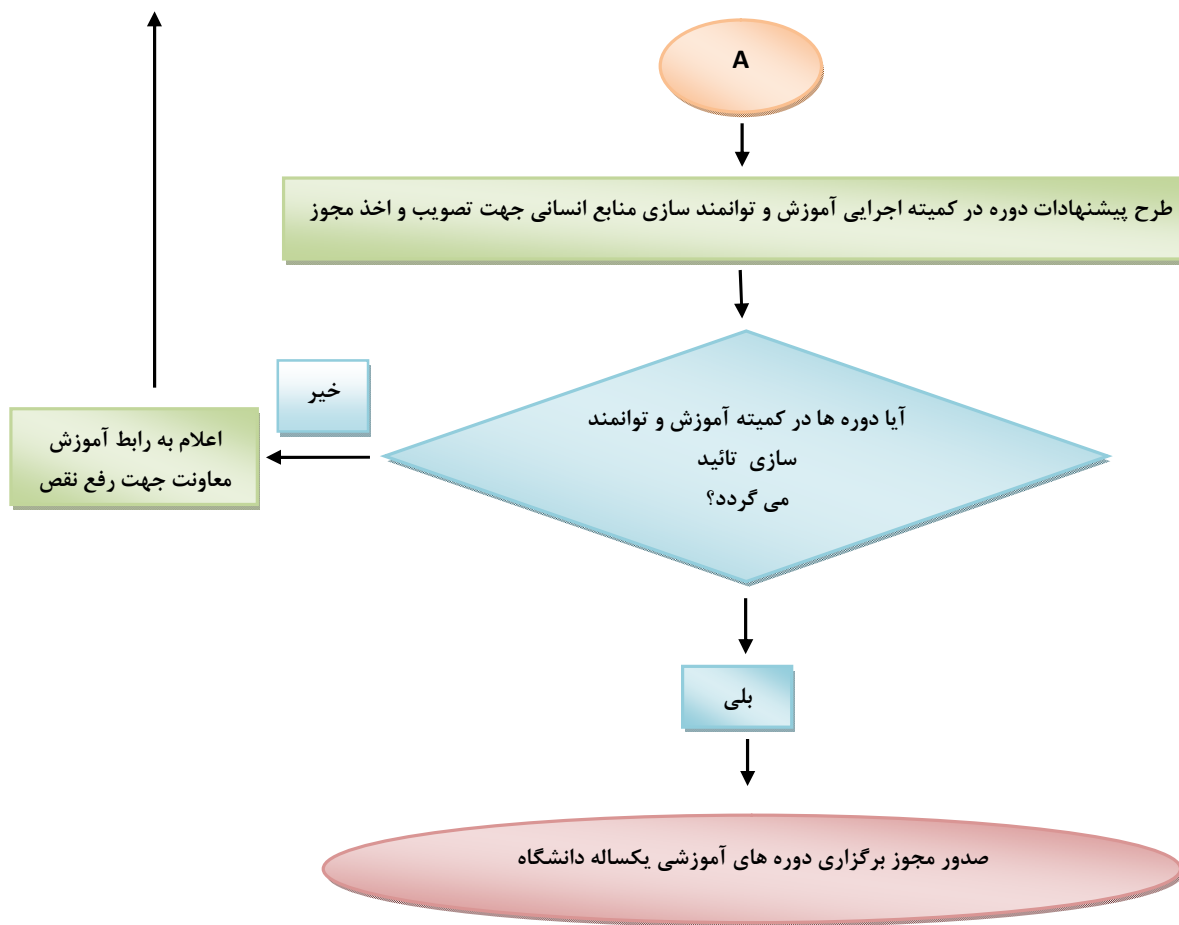 A
طرح پیشنهادات دوره در کمیته اجرایی آموزش و توانمند سازی منابع انسانی جهت تصویب و اخذ مجوز
آیا دوره ها در کمیته آموزش و توانمند
سازی تائید
می گردد؟
خیر
اعلام به رابط آموزش
معاونت جهت رفع نقص
بلی
صدور مجوز برگزاری دوره های آموزشی یکساله دانشگاه